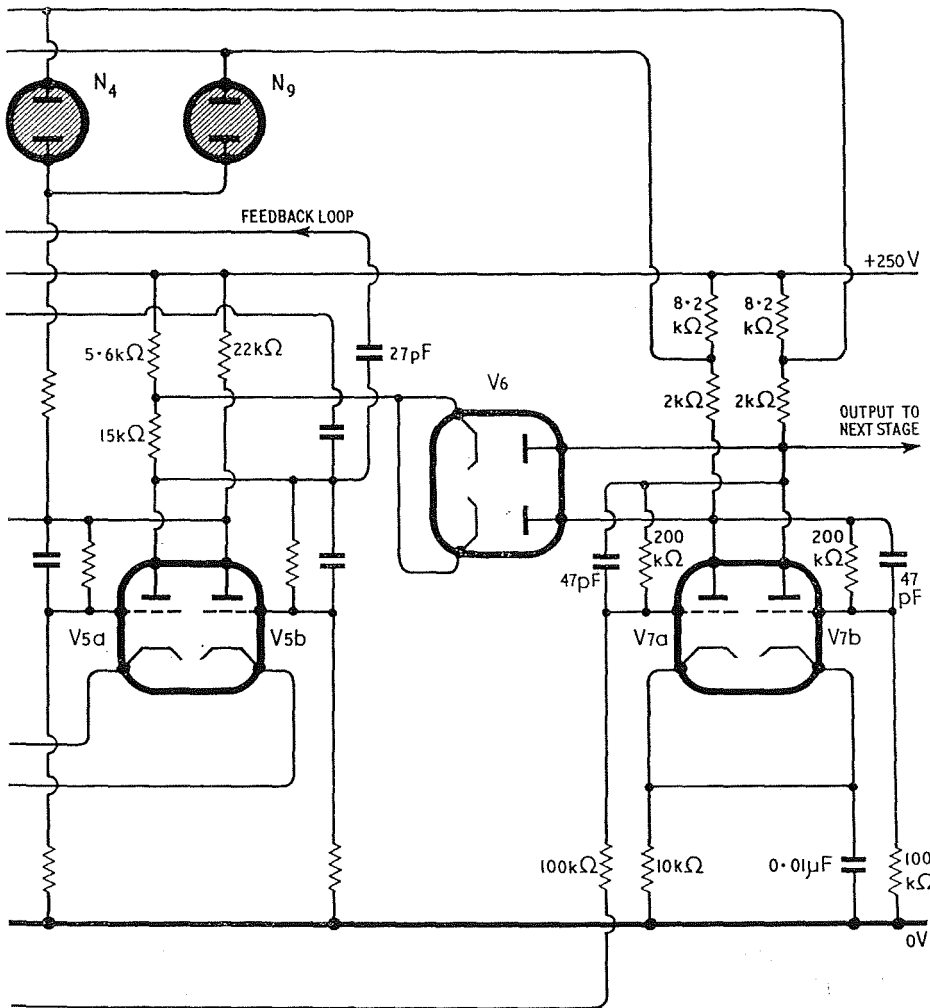 N4
N9
FEEDBACK LOOP
+250V
8·2
kΩ
8·2
kΩ
5·6kΩ
22kΩ
27pF
V6
2kΩ
2kΩ
OUTPUT TO
NEXT STAGE
15kΩ
200
kΩ
200
kΩ
47pF
47
pF
V5a
V5b
V7a
V7b
100kΩ
10kΩ
0·01µF
100
kΩ
0V